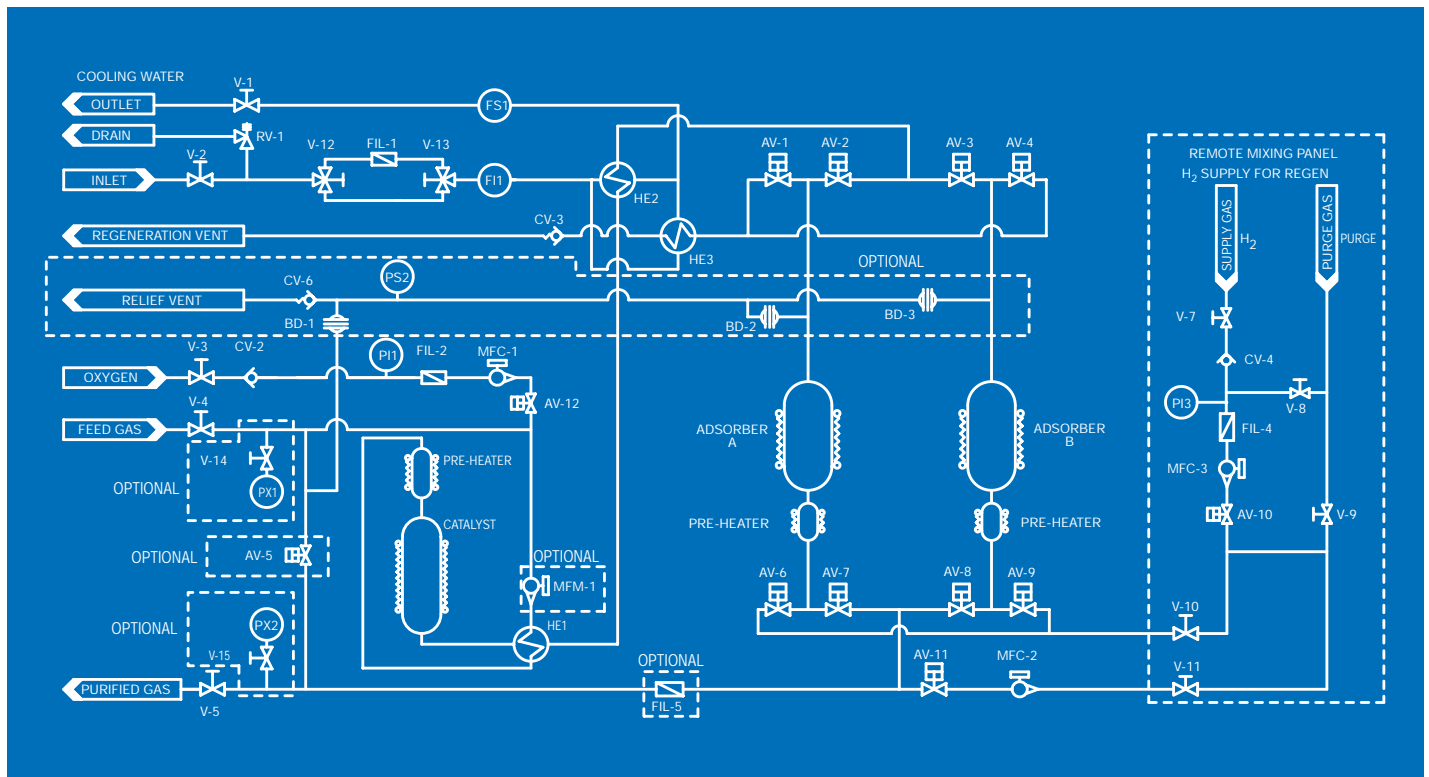 COOLING WATER
V-1
OUTLET
FS1
DRAIN
RV-1
V-12
FIL-1
V-13
V-2
INLET
FI1
HE2
AV-1
AV-2
AV-3
AV-4
REMOTE MIXING PANEL
H2 SUPPLY FOR REGEN
SUPPLY GAS
H2
PURGE GAS
PURGE
CV-3
REGENERATION VENT
HE3
OPTIONAL
CV-6
PS2
RELIEF VENT
BD-1
BD-2
BD-3
V-7
CV-4
V-3
CV-2
PI1
FIL-2
MFC-1
OXYGEN
AV-12
V-4
FEED GAS
V-8
PI3
FIL-4
ADSORBER
A
ADSORBER
B
V-14
PRE-HEATER
MFC-3
OPTIONAL
PX1
AV-10
V-9
CATALYST
PRE-HEATER
PRE-HEATER
OPTIONAL
AV-5
OPTIONAL
MFM-1
AV-6
AV-7
AV-8
AV-9
V-10
OPTIONAL
PX2
HE1
V-15
OPTIONAL
AV-11
MFC-2
V-11
PURIFIED GAS
V-5
FIL-5